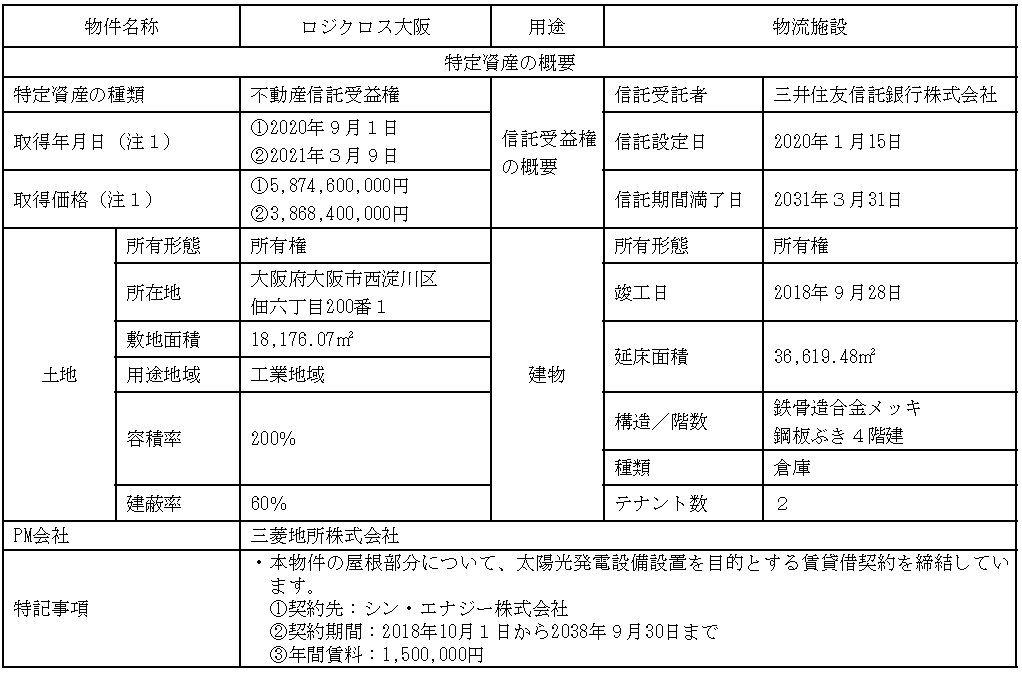 物件名称 ロジクロス大阪 用途 物流施設
特定資産の概要
特定資産の種類 不動産信託受益権
取得年月日（注１） ①2020年９月１日
②2021年３月９日
取得価格（注１） ①5,874,600,000円
②3,868,400,000円
信託受益権
の概要
信託受託者 三井住友信託銀行株式会社
信託設定日 2020年１月15日
信託期間満了日 2031年３月31日
土地
所有形態 所有権
所在地 大阪府大阪市西淀川区
佃六丁目200番１
敷地面積 18,176.07㎡
用途地域 工業地域
容積率 200％
建蔽率 60％
建物
所有形態 所有権
竣工日 2018年９月28日
延床面積 36,619.48㎡
構造／階数 鉄骨造合金メッキ
鋼板ぶき４階建
種類 倉庫
テナント数 ２
PM会社 三菱地所株式会社
特記事項
・本物件の屋根部分について、太陽光発電設備設置を目的とする賃貸借契約を締結してい
ます。
①契約先：シン・エナジー株式会社
②契約期間：2018年10月１日から2038年９月30日まで
③年間賃料：1,500,000円